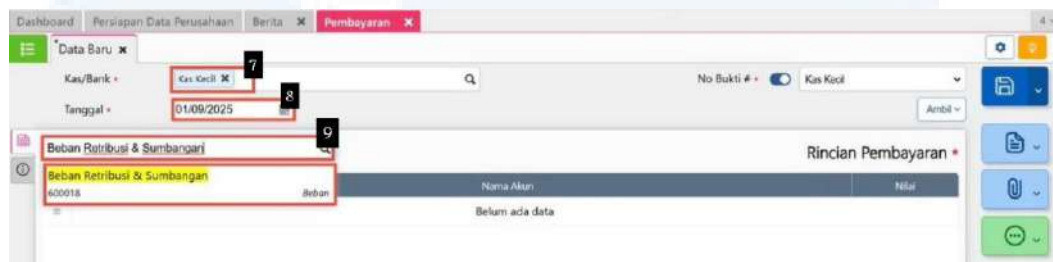 Dashboard Persiapan Data Perusahaan Berita Pembayaran 4
*Data Baru
Kas/Bank * Kas Kecil 7 No Bukti # * Kas Kecil
Tanggal * 01/09/2025 8 Ambil
Beban Retribusi & Sumbangan 9 Rincian Pembayaran *
Beban Retribusi & Sumbangan
600018 Beban Nama Akun Nilai
Belum ada data